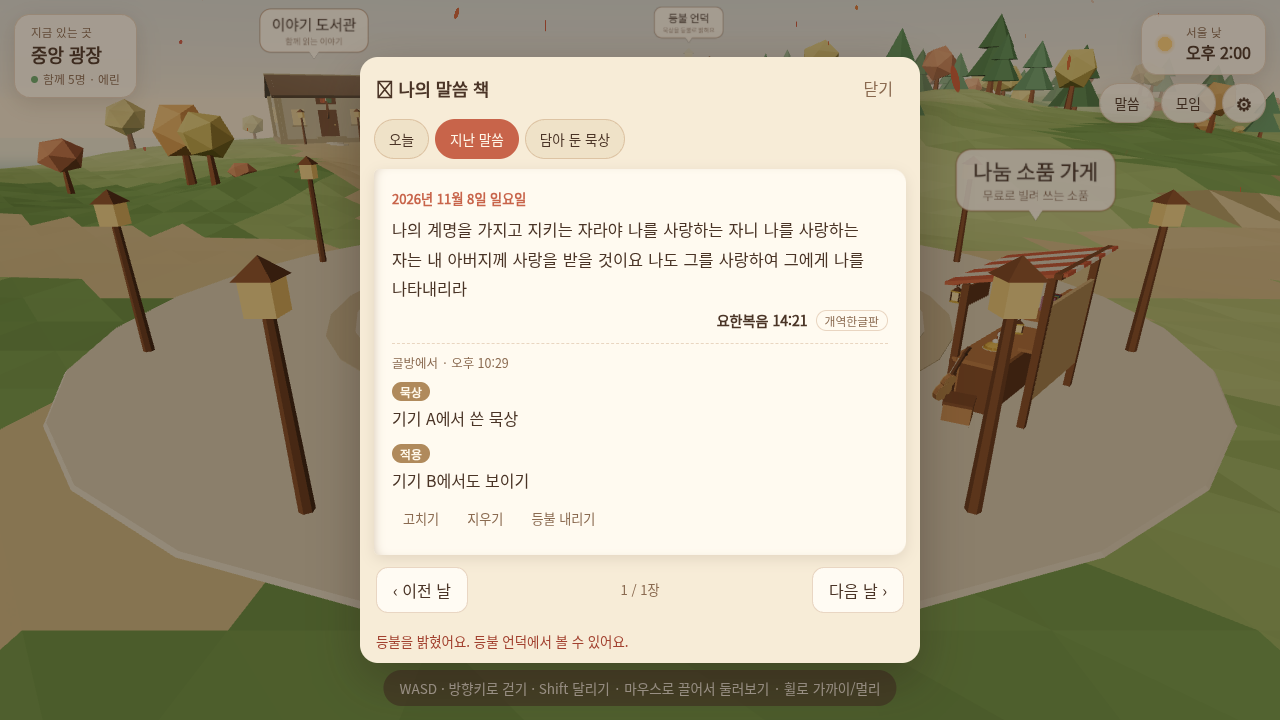 지금 있는 곳
중앙 광장
함께 5명 · 에린
이야기 도서관
함께 읽는 이야기
등불 언덕
서울 낮
오후 2:00
말씀
모임
나눔 소품 가게
무료로 빌려 쓰는 소품
나의 말씀 책
닫기
오늘
지난 말씀
담아 둔 묵상
2026년 11월 8일 일요일
나의 계명을 가지고 지키는 자라야 나를 사랑하는 자니 나를 사랑하는
자는 내 아버지께 사랑을 받을 것이요 나도 그를 사랑하여 그에게 나를
나타내리라
요한복음 14:21
개역한글판
골방에서 · 오후 10:29
묵상
기기 A에서 쓴 묵상
적용
기기 B에서도 보이기
고치기
지우기
등불 내리기
‹ 이전 날
1 / 1장
다음 날 ›
등불을 밝혔어요. 등불 언덕에서 볼 수 있어요.
WASD · 방향키로 걷기 · Shift 달리기 · 마우스로 끌어서 둘러보기 · 휠로 가까이/멀리